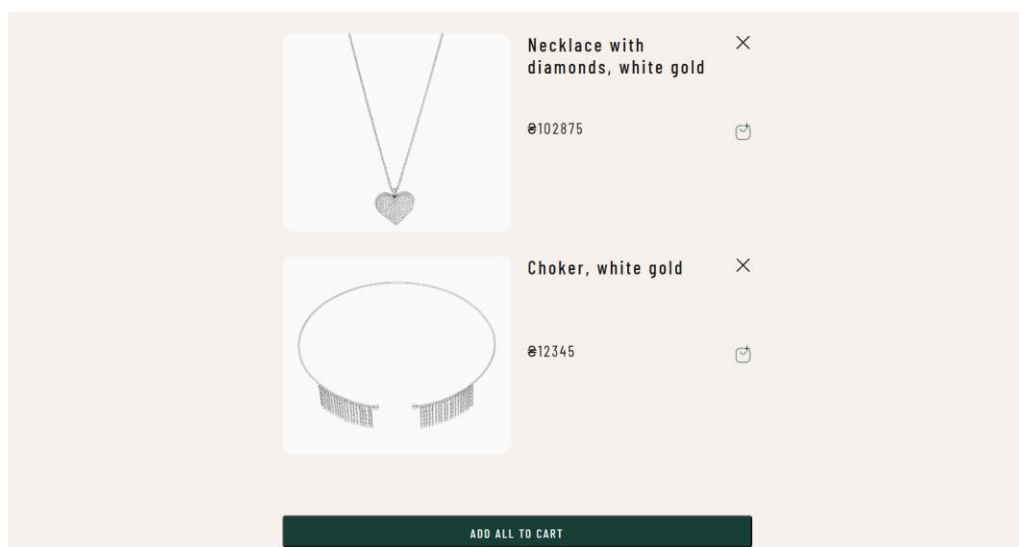 Necklace with
diamonds, white gold
₴102875
Choker, white gold
₴12345
ADD ALL TO CART